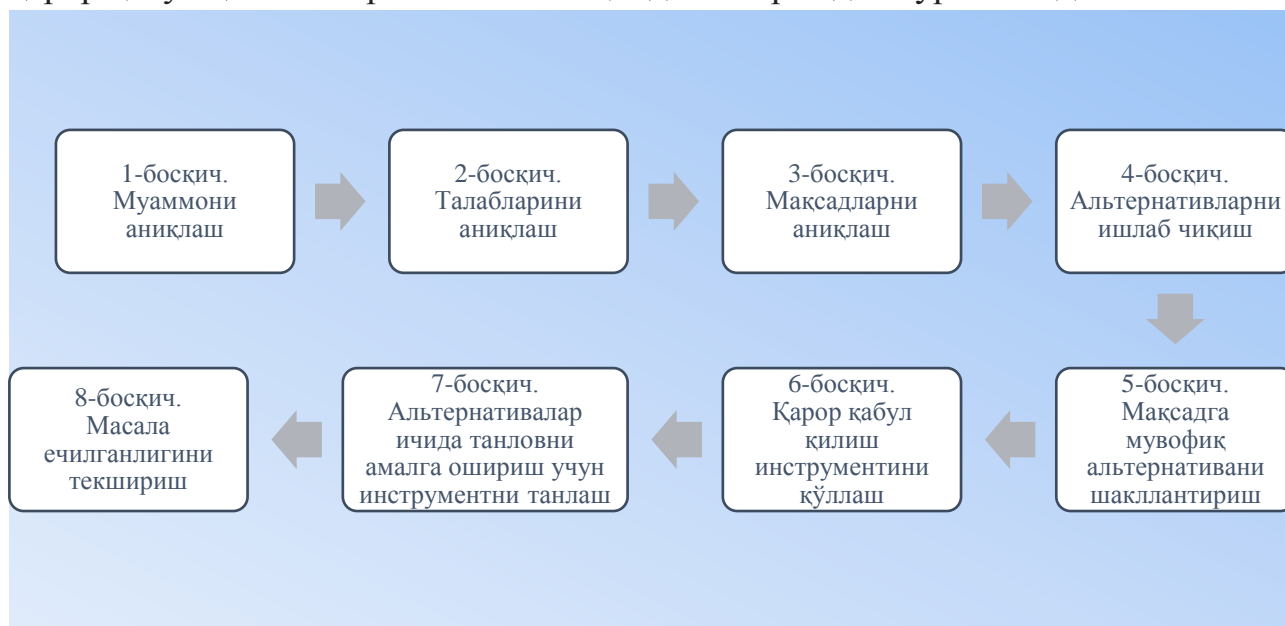 1-босқич.
Муаммони
аниқлаш
2-босқич.
Талабларини
аниқлаш
3-босқич.
Мақсадларни
аниқлаш
4-босқич.
Альтернативларни
ишлаб чиқиш
5-босқич.
Мақсадга
мувофиқ
альтернативани
шакллантириш
6-босқич.
Қарор қабул
қилиш
инструментини
қўллаш
7-босқич.
Альтернативалар
ичида танловни
амалга ошириш учун
инструментни танлаш
8-босқич.
Масала
ечилганлигини
текшириш